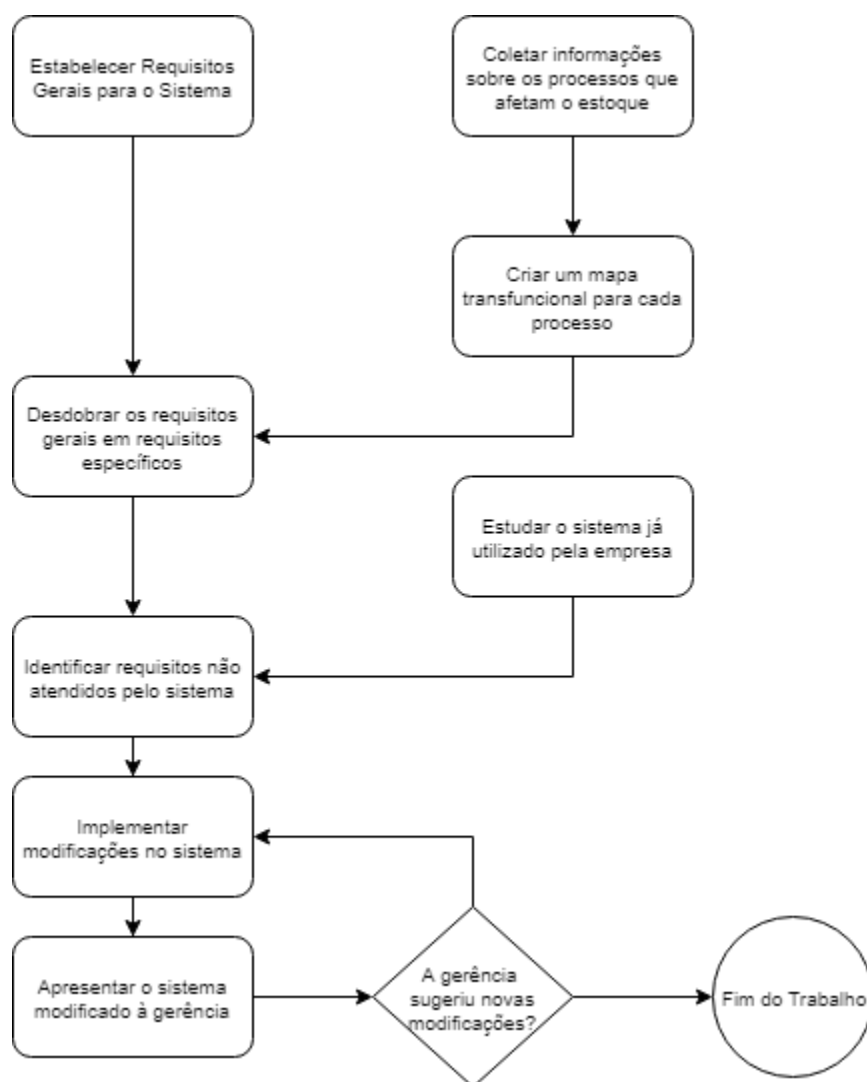 Estabelecer Requisitos
Gerais para o Sistema
Coletar informações
sobre os processos que
afetam o estoque
Criar um mapa
transfuncional para cada
processo
Desdobrar os requisitos
gerais em requisitos
específicos
Estudar o sistema já
utilizado pela empresa
Identificar requisitos não
atendidos pelo sistema
Implementar
modificações no sistema
Apresentar o sistema
modificado à gerência
A gerência
sugeriu novas
modificações?
Fim do Trabalho